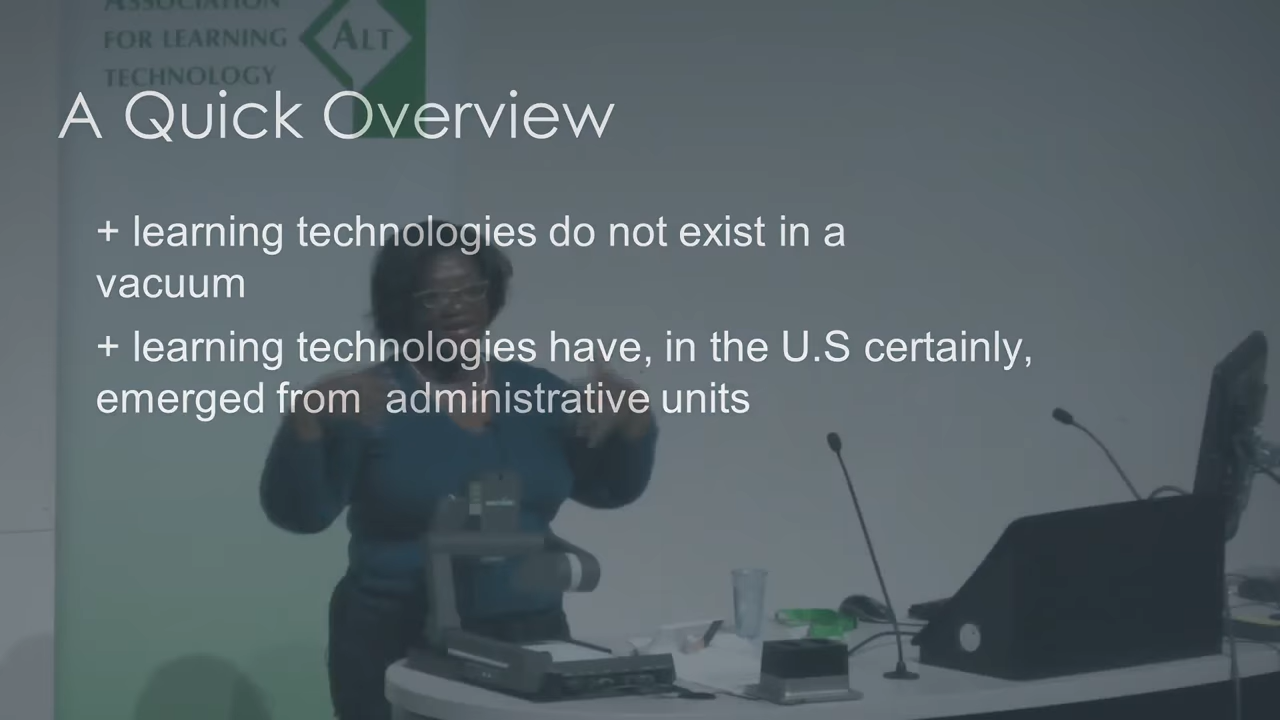 ASSOCIATION
FOR LEARNING
TECHNOLOGY
ALT
A Quick Overview
+ learning technologies do not exist in a
vacuum
+ learning technologies have, in the U.S certainly,
emerged from  administrative units